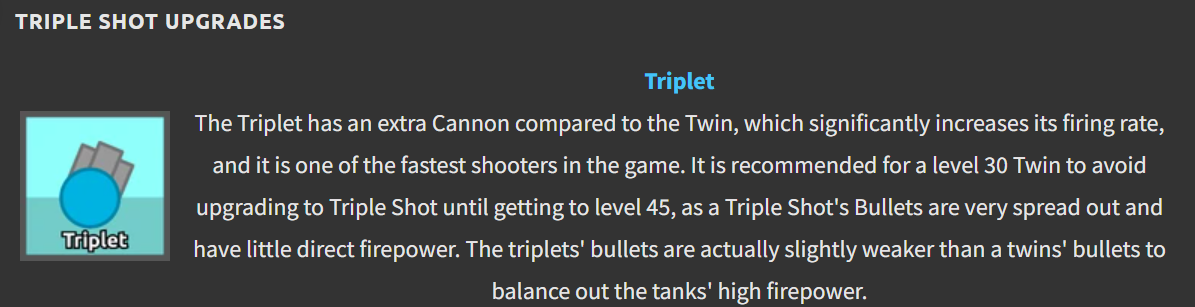 TRIPLE SHOT UPGRADES
Triplet
The Triplet has an extra Cannon compared to the Twin, which significantly increases its firing rate,
and it is one of the fastest shooters in the game. It is recommended for a level 30 Twin to avoid
upgrading to Triple Shot until getting to level 45, as a Triple Shot's Bullets are very spread out and
have little direct firepower. The triplets' bullets are actually slightly weaker than a twins' bullets to
balance out the tanks' high firepower.
Triplet